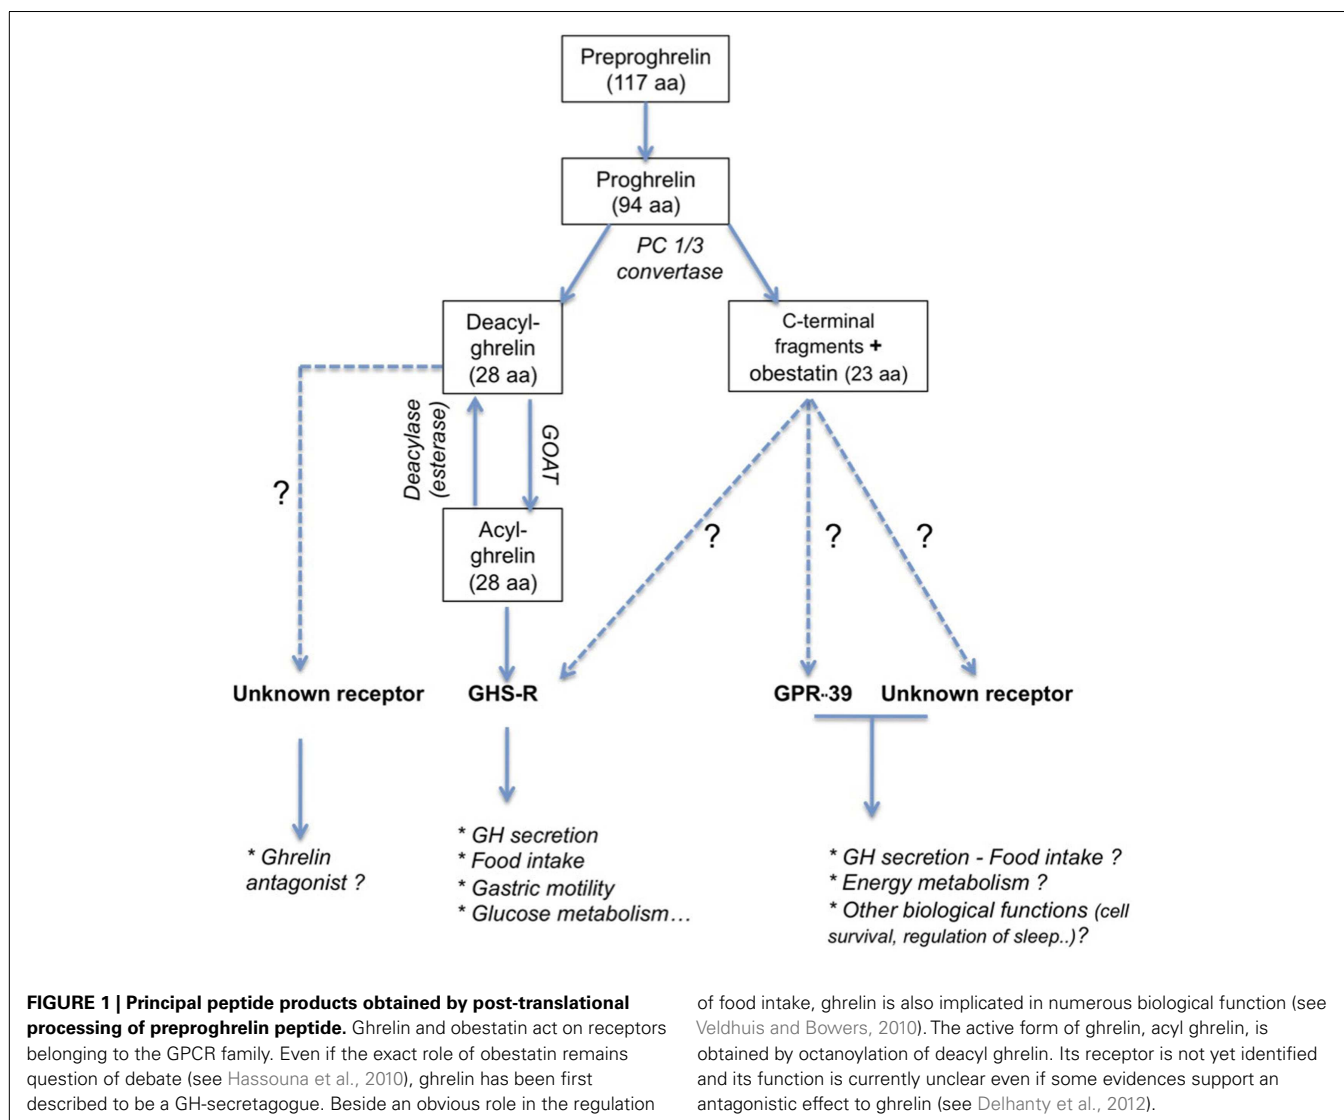 Preproghrelin
(117 aa)
Proghrelin
(94 aa)
PC 1/3
convertase
Deacyl-
ghrelin
(28 aa)
C-terminal
fragments +
obestatin (23 aa)
Deacylase
(esterase)
GOAT
?
Acyl-
ghrelin
(28 aa)
?
?
?
Unknown receptor
GHS-R
GPR-39
Unknown receptor
* Ghrelin
antagonist ?
* GH secretion
* Food intake
* Gastric motility
* Glucose metabolism...
* GH secretion - Food intake ?
* Energy metabolism ?
* Other biological functions (cell
survival, regulation of sleep..)?
FIGURE 1 | Principal peptide products obtained by post-translational
processing of preproghrelin peptide. Ghrelin and obestatin act on receptors
belonging to the GPCR family. Even if the exact role of obestatin remains
question of debate (see Hassouna et al., 2010), ghrelin has been first
described to be a GH-secretagogue. Beside an obvious role in the regulation
of food intake, ghrelin is also implicated in numerous biological function (see
Veldhuis and Bowers, 2010). The active form of ghrelin, acyl ghrelin, is
obtained by octanoylation of deacyl ghrelin. Its receptor is not yet identified
and its function is currently unclear even if some evidences support an
antagonistic effect to ghrelin (see Delhanty et al., 2012).